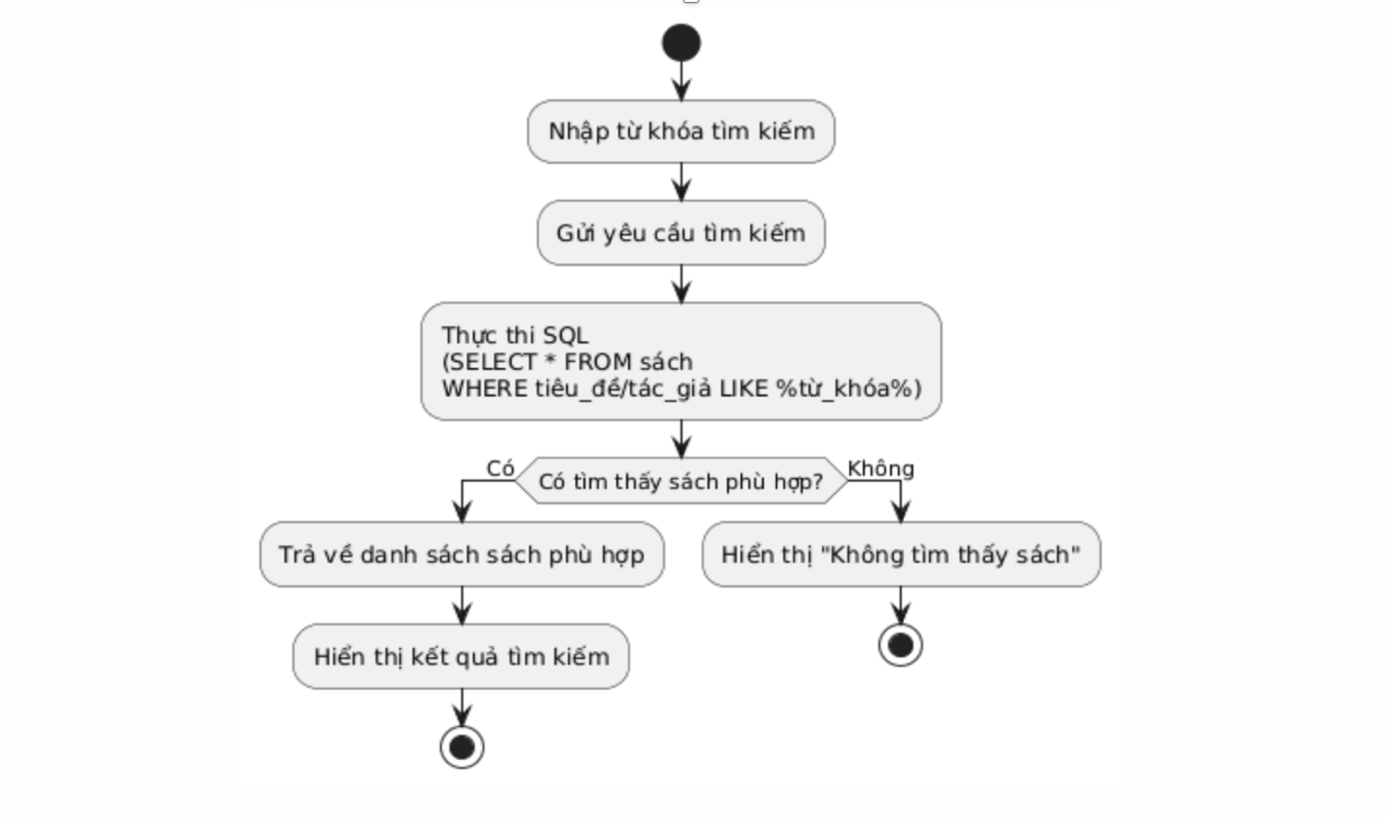 Nhập từ khóa tìm kiếm
Gửi yêu cầu tìm kiếm
Thực thi SQL
(SELECT * FROM sách
WHERE tiêu_đề/tác_giả LIKE %từ_khóa%)
Có
Có tìm thấy sách phù hợp?
Không
Trả về danh sách sách phù hợp
Hiển thị "Không tìm thấy sách"
Hiển thị kết quả tìm kiếm